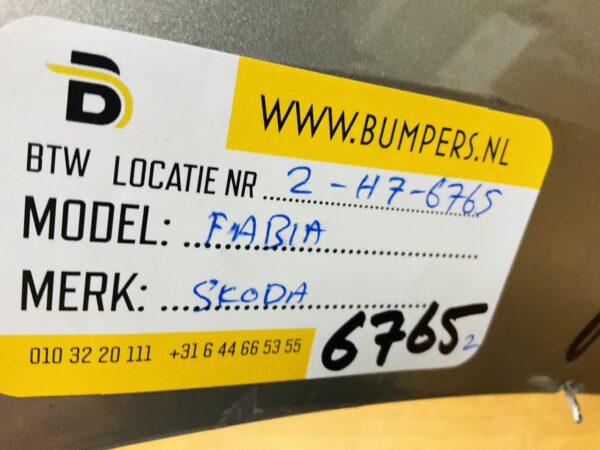 B
WWW.BUMPERS.NL
BTW LOCATIE NR 2-H7-6765
MODEL: FABIA
MERK: SKODA
6765 2
010 32 20 111 +31 6 44 66 53 55